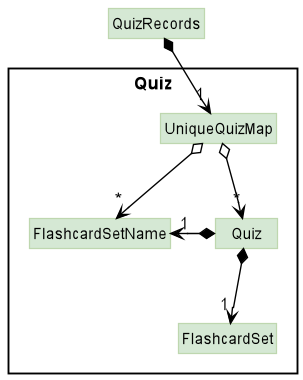 QuizRecords
1
Quiz
UniqueQuizMap
* *
FlashcardSetName 1 Quiz
1
FlashcardSet